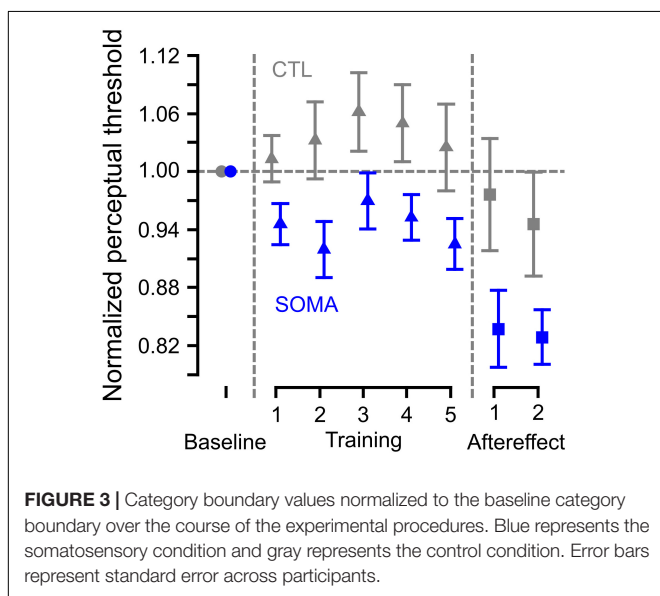 Normalized perceptual threshold
1.12
1.06
1.00
0.94
0.88
0.82
CTL
SOMA
1 2 3 4 5 1 2
Baseline Training Aftereffect
FIGURE 3 | Category boundary values normalized to the baseline category
boundary over the course of the experimental procedures. Blue represents the
somatosensory condition and gray represents the control condition. Error bars
represent standard error across participants.